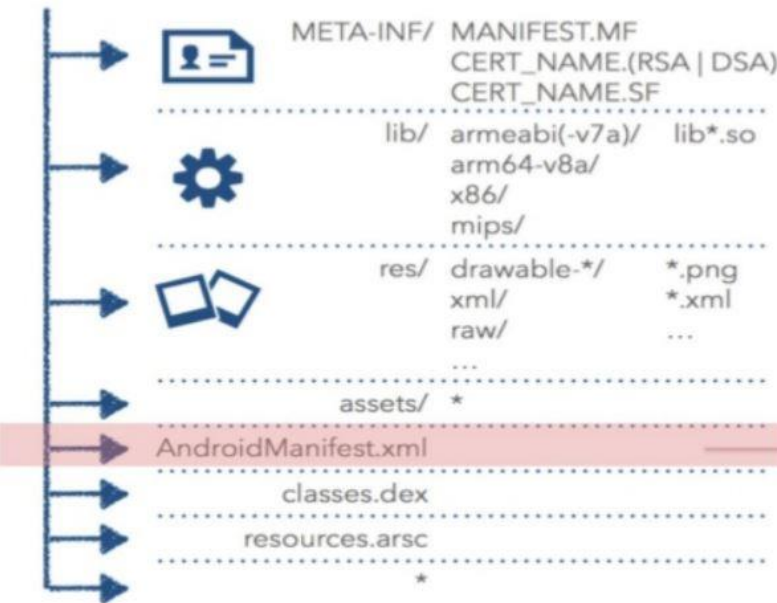 META-INF/ MANIFEST.MF
CERT_NAME.(RSA | DSA)
CERT_NAME.SF
lib/ armeabi(-v7a)/ lib*.so
arm64-v8a/
x86/
mips/
res/ drawable-*/ *.png
xml/ *.xml
raw/ ...
...
assets/ *
AndroidManifest.xml
classes.dex
resources.arsc
*